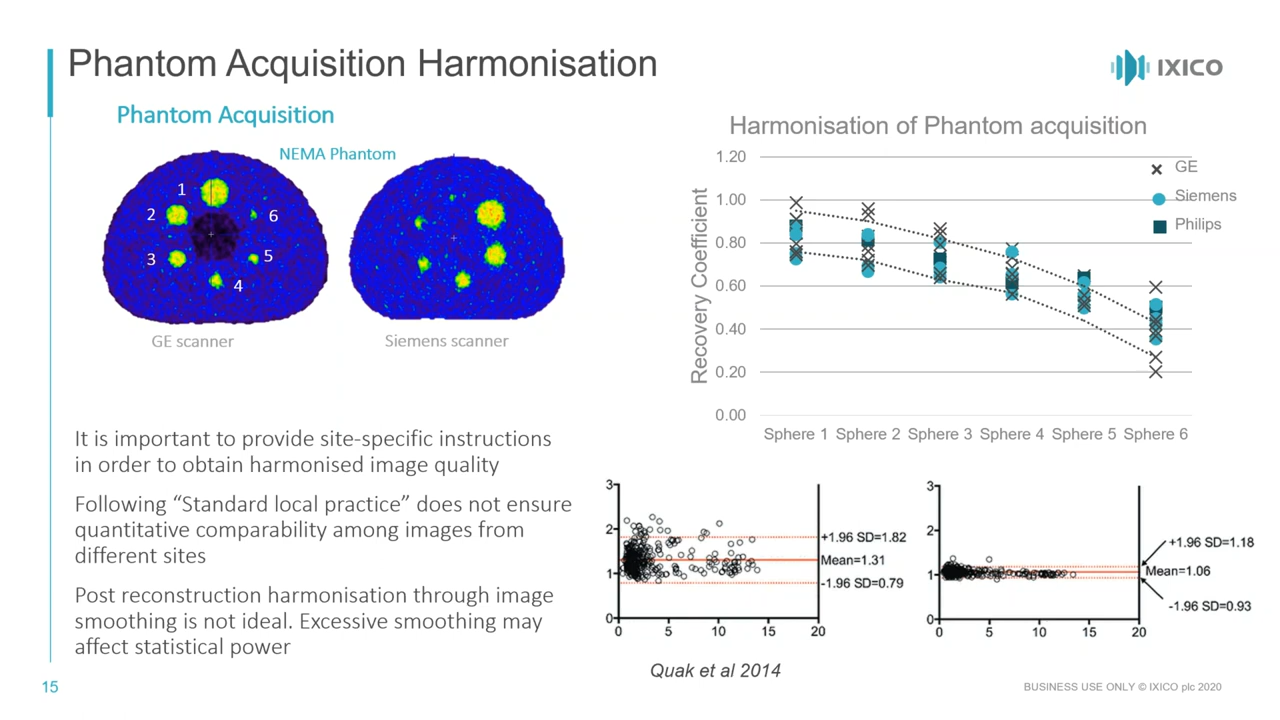 Phantom Acquisition Harmonisation
IXICO
Phantom Acquisition
NEMA Phantom
1
2
3
4
5
6
GE scanner
Siemens scanner
Harmonisation of Phantom acquisition
Recovery Coefficient
1.20
1.00
0.80
0.60
0.40
0.20
0.00
Sphere 1 Sphere 2 Sphere 3 Sphere 4 Sphere 5 Sphere 6
GE
Siemens
Philips
It is important to provide site-specific instructions
in order to obtain harmonised image quality
Following “Standard local practice” does not ensure
quantitative comparability among images from
different sites
Post reconstruction harmonisation through image
smoothing is not ideal. Excessive smoothing may
affect statistical power
3
2
1
0
0 5 10 15 20
+1.96 SD=1.82
Mean=1.31
-1.96 SD=0.79
3
2
1
0
0 5 10 15 20
+1.96 SD=1.18
Mean=1.06
-1.96 SD=0.93
Quak et al 2014
15
BUSINESS USE ONLY © IXICO plc 2020